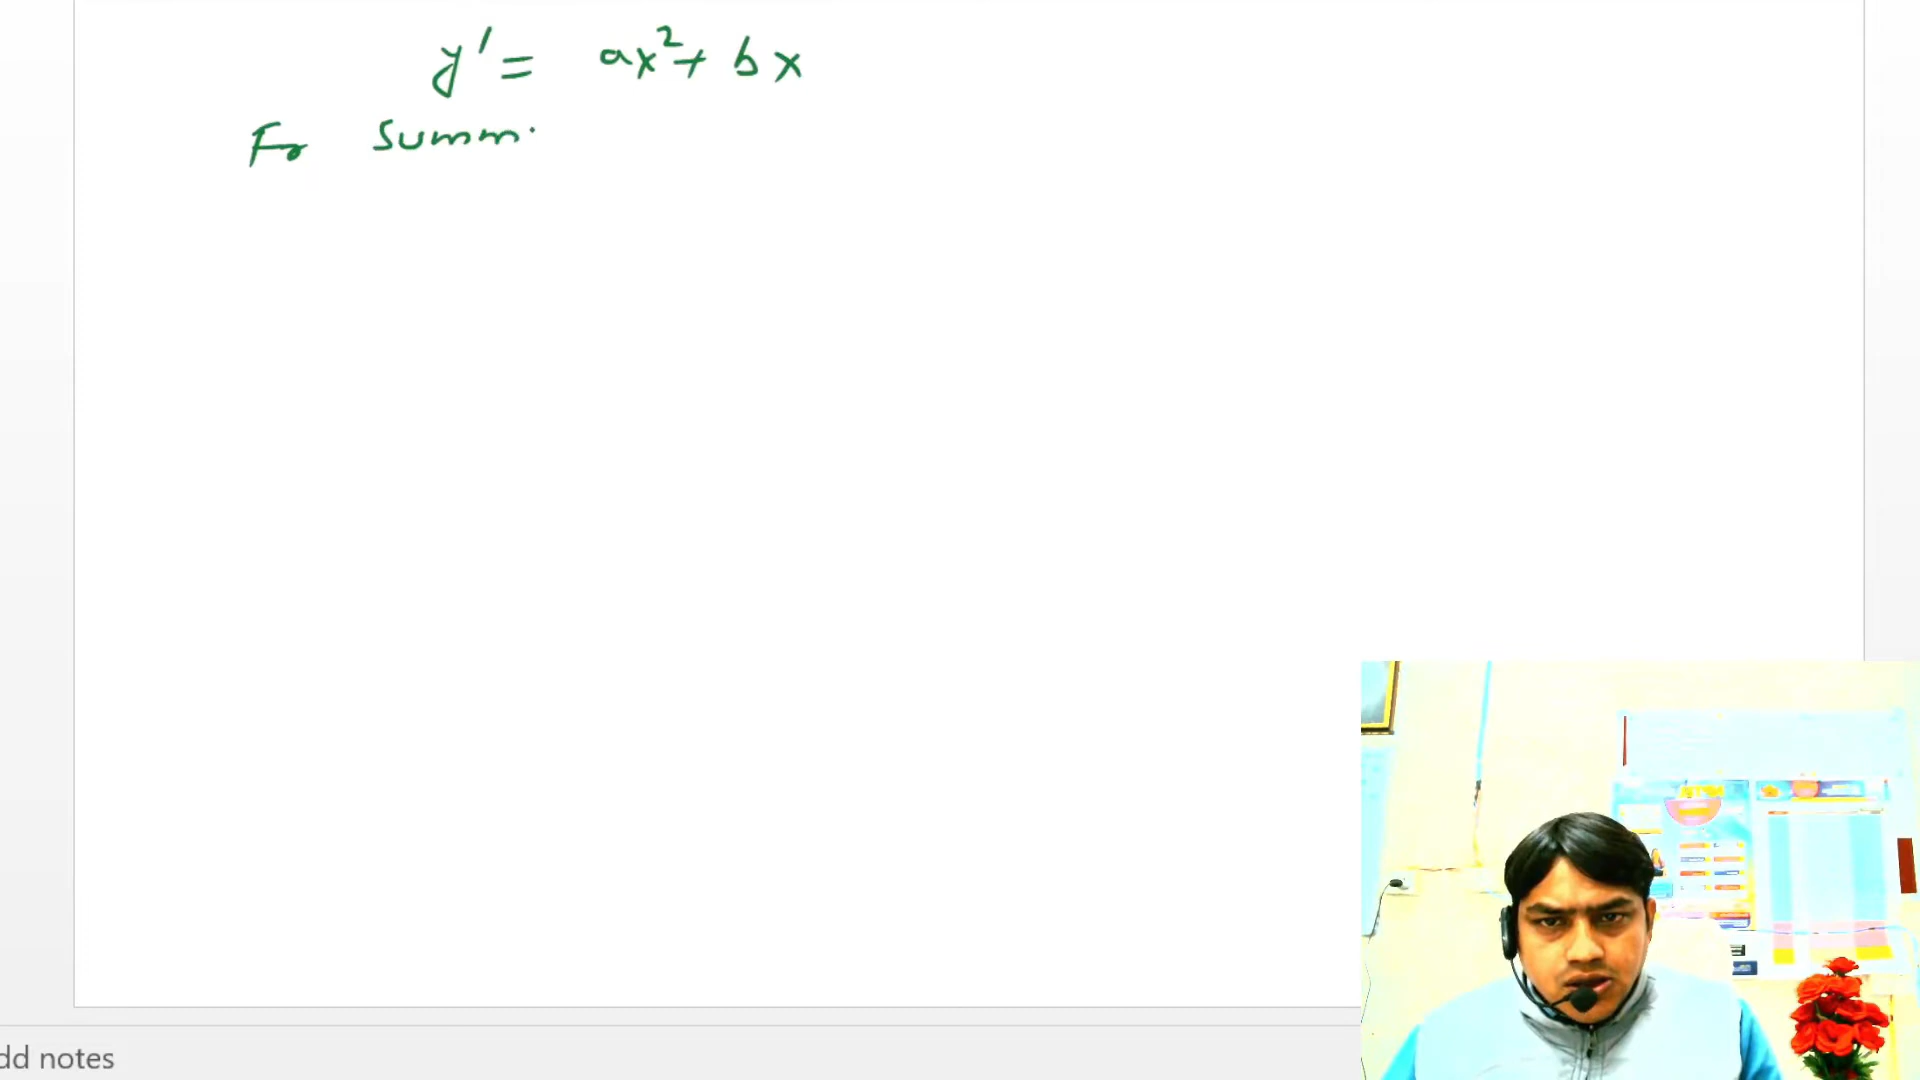 y' = ax²+ bx
For Summ.
dd notes